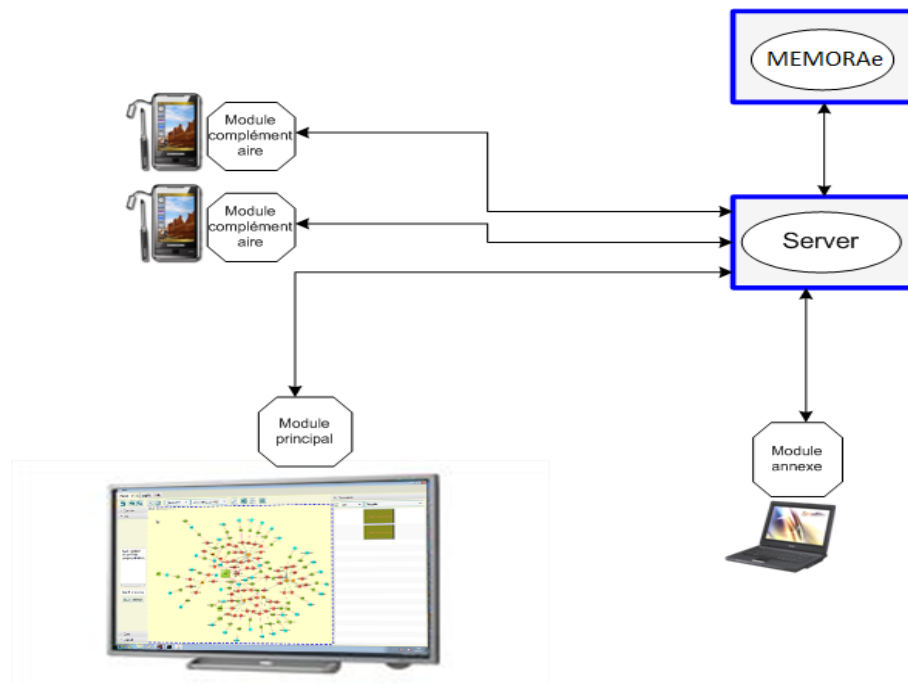 MEMORAe
Module
complément
aire
Module
complément
aire
Server
Module
principal
Module
annexe